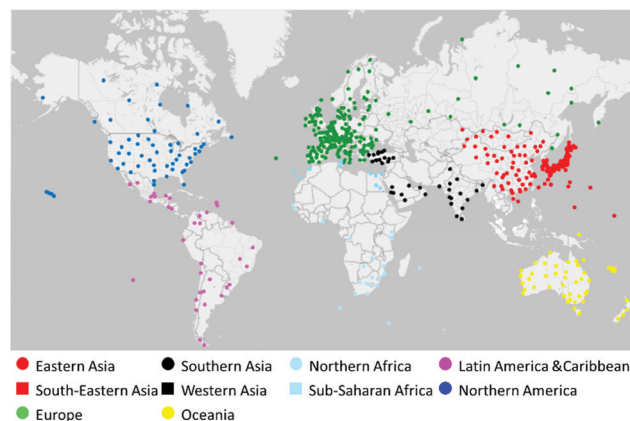 Eastern Asia Southern Asia Northern Africa Latin America &Caribbean
South-Eastern Asia Western Asia Sub-Saharan Africa Northern America
Europe Oceania